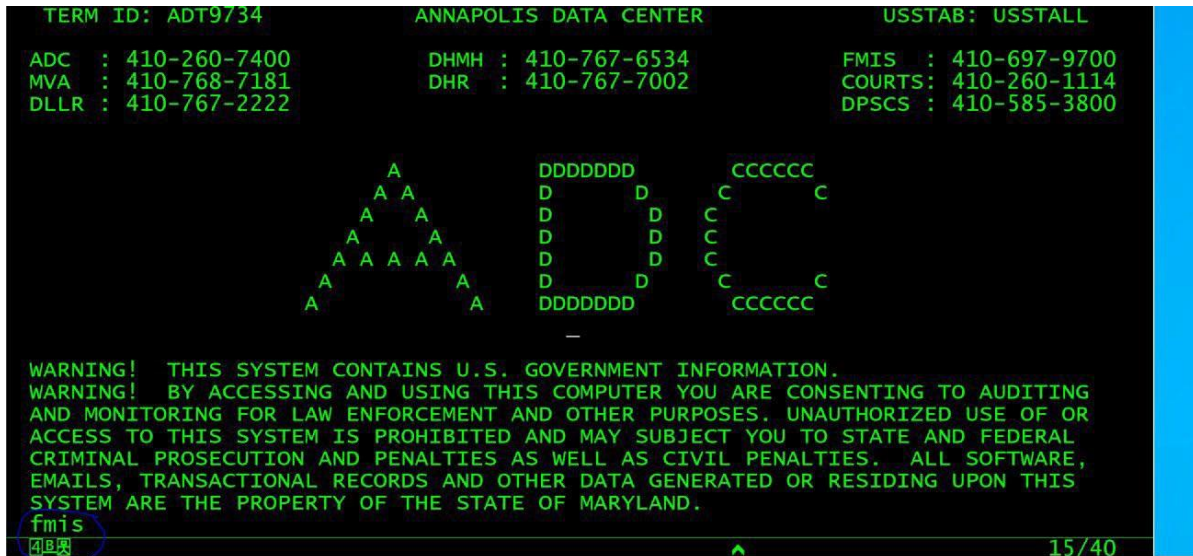 TERM ID: ADT9734 ANNAPOLIS DATA CENTER USSTAB: USSTALL
ADC : 410-260-7400 DHMH : 410-767-6534 FMIS : 410-697-9700
MVA : 410-768-7181 DHR : 410-767-7002 COURTS: 410-260-1114
DLLR : 410-767-2222 DPSCS : 410-585-3800
A DDDDDDD CCCCCC
A A D D C C
A A D D C
A A D D C
A A A A A D D C
A A D D C C
A A DDDDDDD CCCCCC
_
WARNING! THIS SYSTEM CONTAINS U.S. GOVERNMENT INFORMATION.
WARNING! BY ACCESSING AND USING THIS COMPUTER YOU ARE CONSENTING TO AUDITING
AND MONITORING FOR LAW ENFORCEMENT AND OTHER PURPOSES. UNAUTHORIZED USE OF OR
ACCESS TO THIS SYSTEM IS PROHIBITED AND MAY SUBJECT YOU TO STATE AND FEDERAL
CRIMINAL PROSECUTION AND PENALTIES AS WELL AS CIVIL PENALTIES. ALL SOFTWARE,
EMAILS, TRANSACTIONAL RECORDS AND OTHER DATA GENERATED OR RESIDING UPON THIS
SYSTEM ARE THE PROPERTY OF THE STATE OF MARYLAND.
fmis
4B 15/40